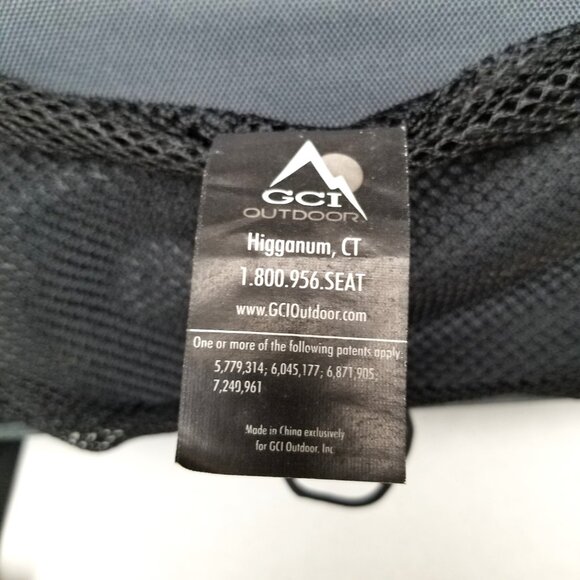 GCI
OUTDOOR
Higganum, CT
1.800.956.SEAT
www.GCIOutdoor.com
One or more of the following patents apply:
5,779,314; 6,045,177; 6,871,905;
7,240,961
Made in China exclusively
for GCI Outdoor, Inc